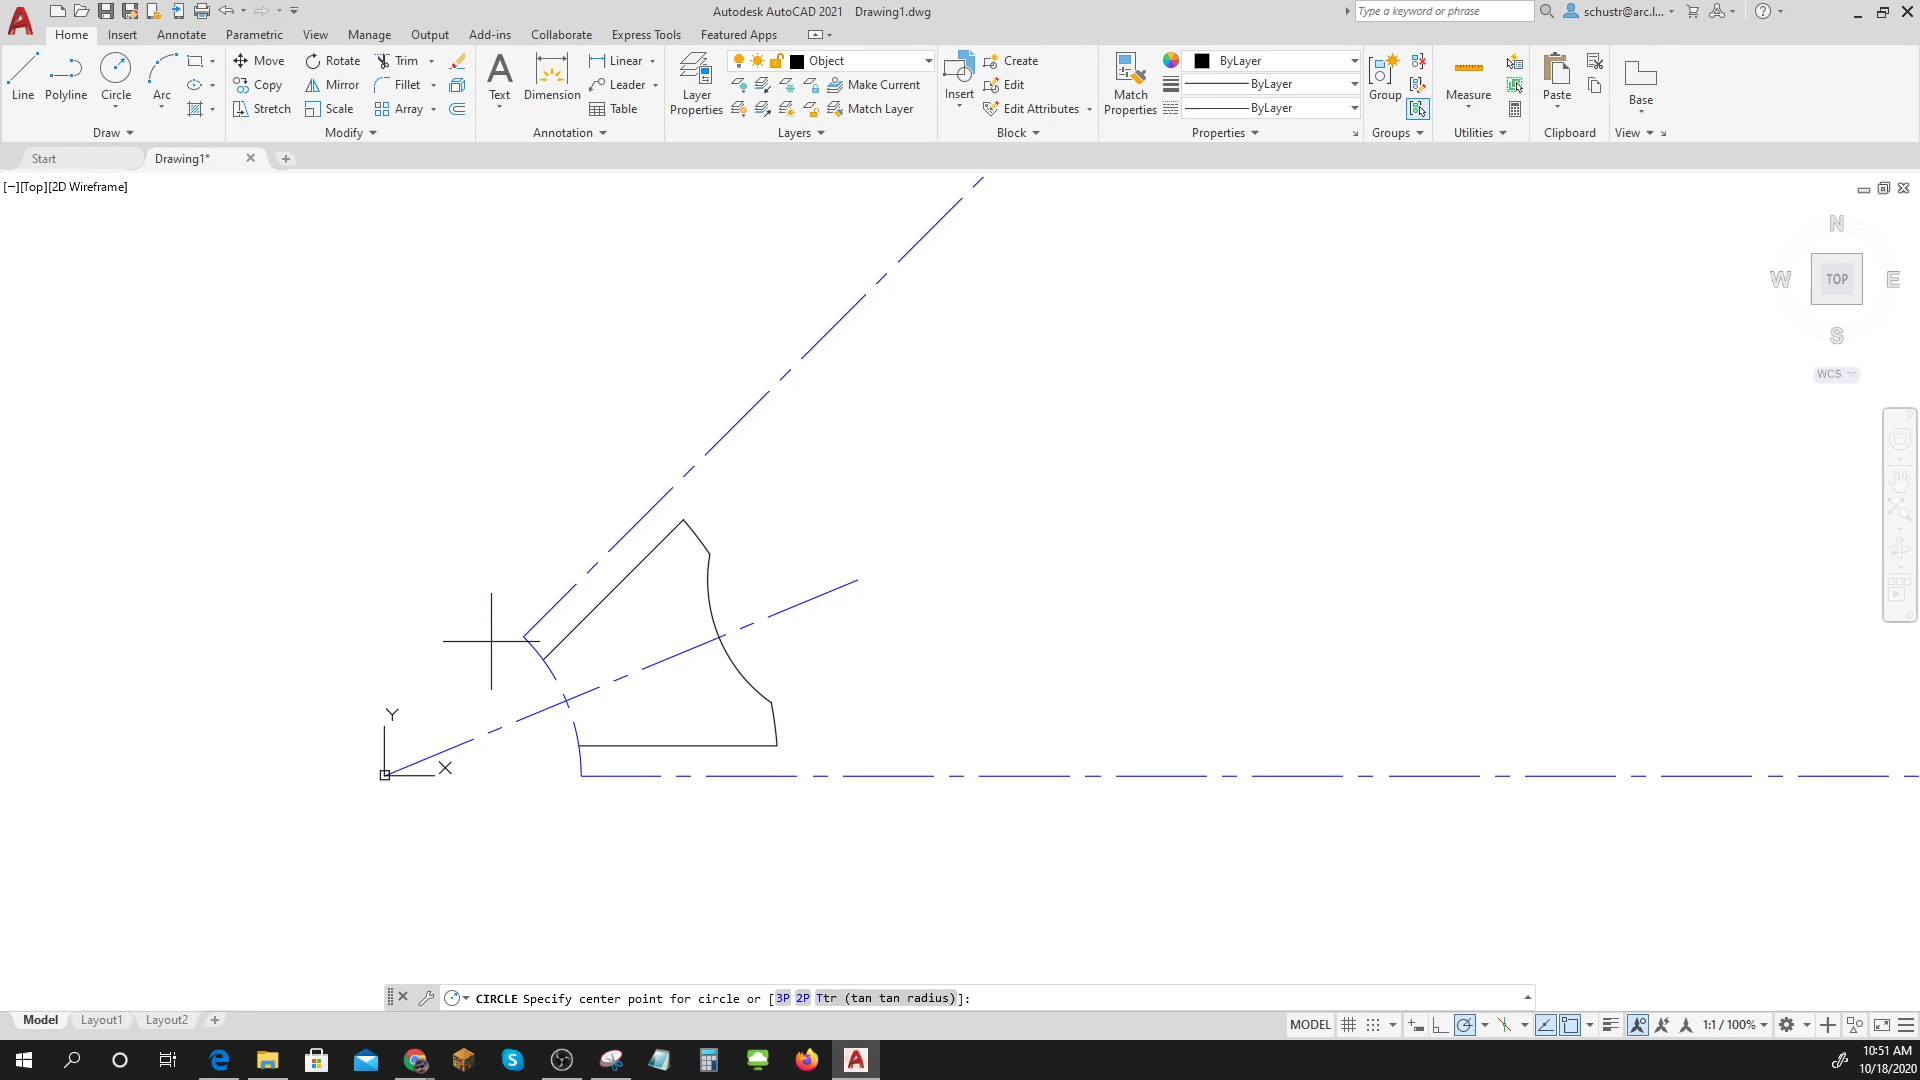 Autodesk AutoCAD 2021 Drawing1.dwg
Type a keyword or phrase
schustr@arc.l...
Home Insert Annotate Parametric View Manage Output Add-ins Collaborate Express Tools Featured Apps
Line Polyline Circle Arc
Move Rotate Trim
Copy Mirror Fillet
Stretch Scale Array
Text Dimension
Linear
Leader
Table
Layer Properties
Object
Make Current
Match Layer
Insert
Create
Edit
Edit Attributes
Match Properties
ByLayer
ByLayer
ByLayer
Group
Measure
Paste
Base
Draw Modify Annotation Layers Block Properties Groups Utilities Clipboard View
Start Drawing1*
[−][Top][2D Wireframe]
N
W TOP E
S
WCS
Y
X
CIRCLE Specify center point for circle or [3P 2P Ttr (tan tan radius)]:
Model Layout1 Layout2
MODEL 1:1 / 100%
10:51 AM
10/18/2020